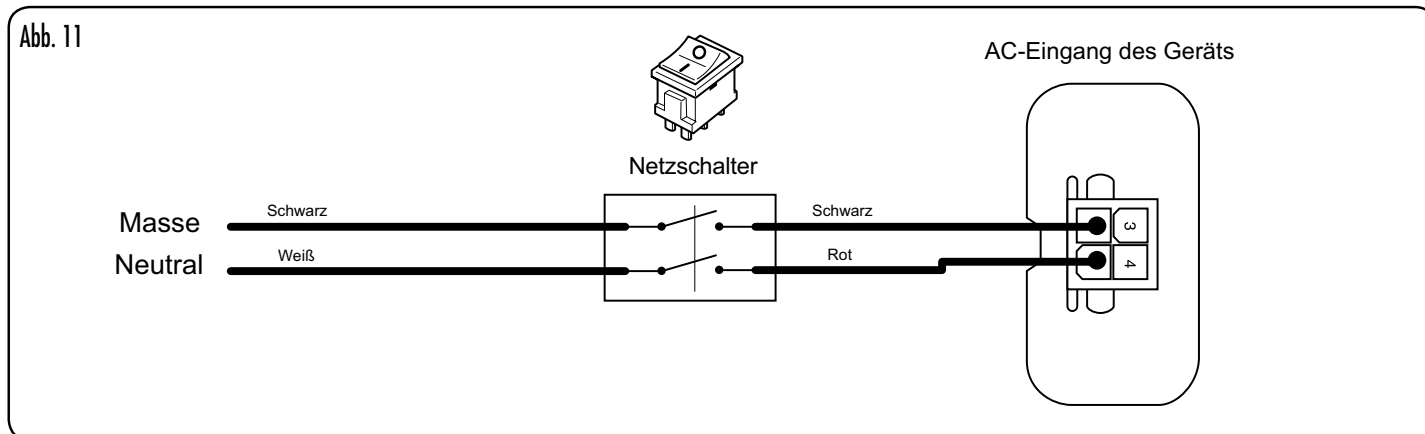 Abb. 11
AC-Eingang des Geräts
Netzschalter
Masse
Schwarz
Schwarz
3
Neutral
Weiß
Rot
4